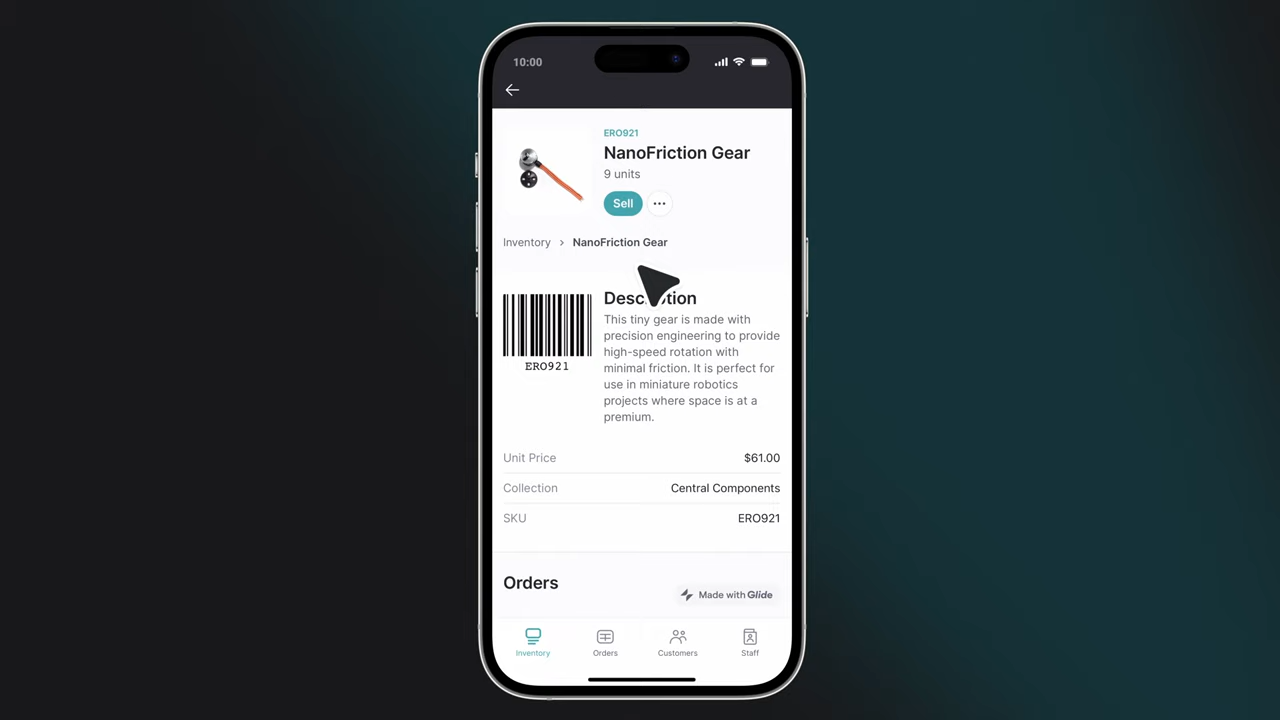 10:00
ERO921
NanoFriction Gear
9 units
Sell
Inventory > NanoFriction Gear
Description
This tiny gear is made with
precision engineering to provide
high-speed rotation with
minimal friction. It is perfect for
use in miniature robotics
projects where space is at a
premium.
ERO921
Unit Price $61.00
Collection Central Components
SKU ERO921
Orders
Made with Glide
Inventory Orders Customers Staff